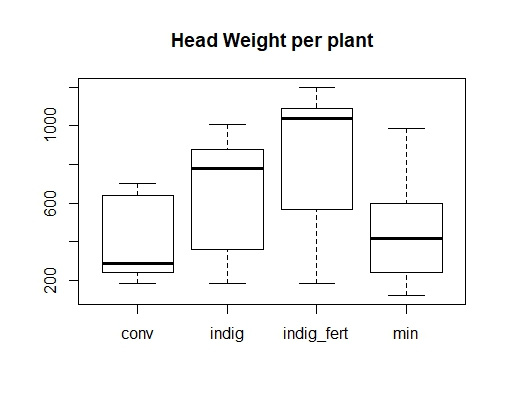 Head Weight per plant
1000
600
200
conv indig indig_fert min